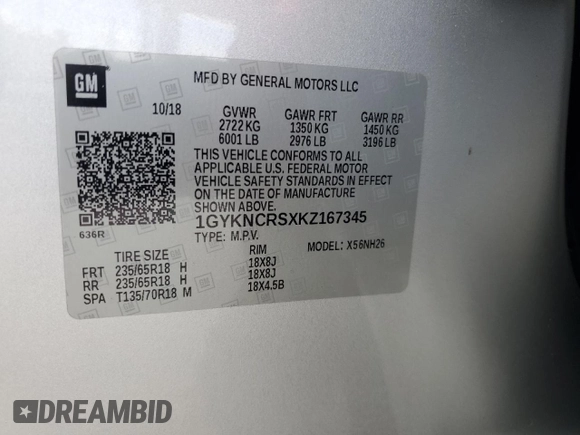 GM
MFD BY GENERAL MOTORS LLC
10/18 GVWR GAWR FRT GAWR RR
2722 KG 1350 KG 1450 KG
6001 LB 2976 LB 3196 LB
THIS VEHICLE CONFORMS TO ALL
APPLICABLE U.S. FEDERAL MOTOR
VEHICLE SAFETY STANDARDS IN EFFECT
ON THE DATE OF MANUFACTURE
SHOWN ABOVE.
1GYKNCRSXKZ167345
636R
TYPE: M.P.V. MODEL: X56NH26
TIRE SIZE RIM
FRT 235/65R18 H 18X8J
RR 235/65R18 H 18X8J
SPA T135/70R18 M 18X4.5B
DREAMBID